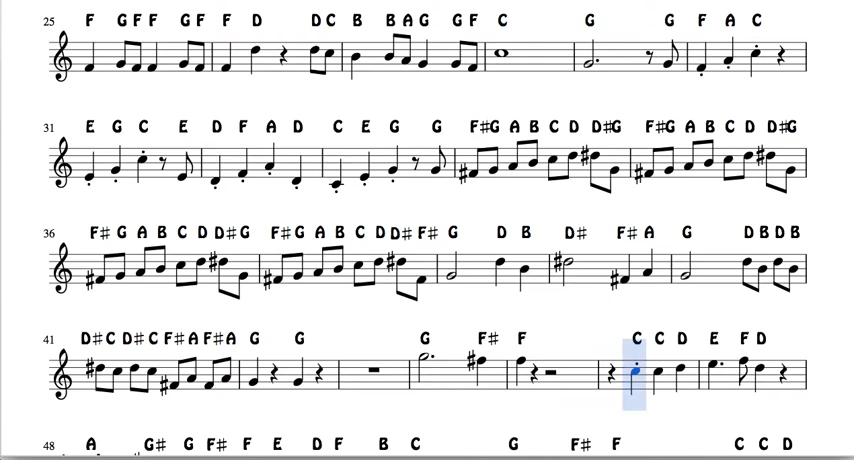 25 F G F F G F F D D C B B A G G F C G G F A C
31 E G C E D F A D C E G G F♯G A B C D D♯G F♯G A B C D D♯G
36 F♯ G A B C D D♯G F♯ G A B C D D♯ F♯ G D B D♯ F♯ A G D B D B
41 D♯C D♯C F♯A F♯A G G G F♯ F C C D E F D
48 A G♯ G F♯ F E D F B C G F♯ F C C D